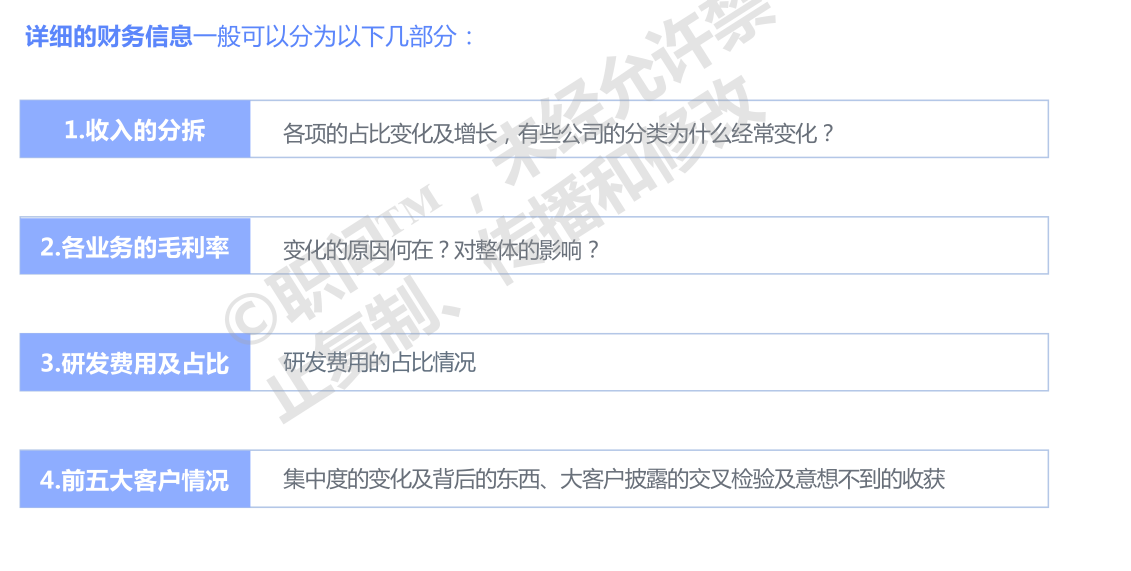 详细的财务信息一般可以分为以下几部分：
1.收入的分拆
各项的占比变化及增长，有些公司的分类为什么经常变化？
2.各业务的毛利率
变化的原因何在？对整体的影响？
3.研发费用及占比
研发费用的占比情况
4.前五大客户情况
集中度的变化及背后的东西、大客户披露的交叉检验及意想不到的收获
©职问™，未经允许禁
止复制、传播和修改